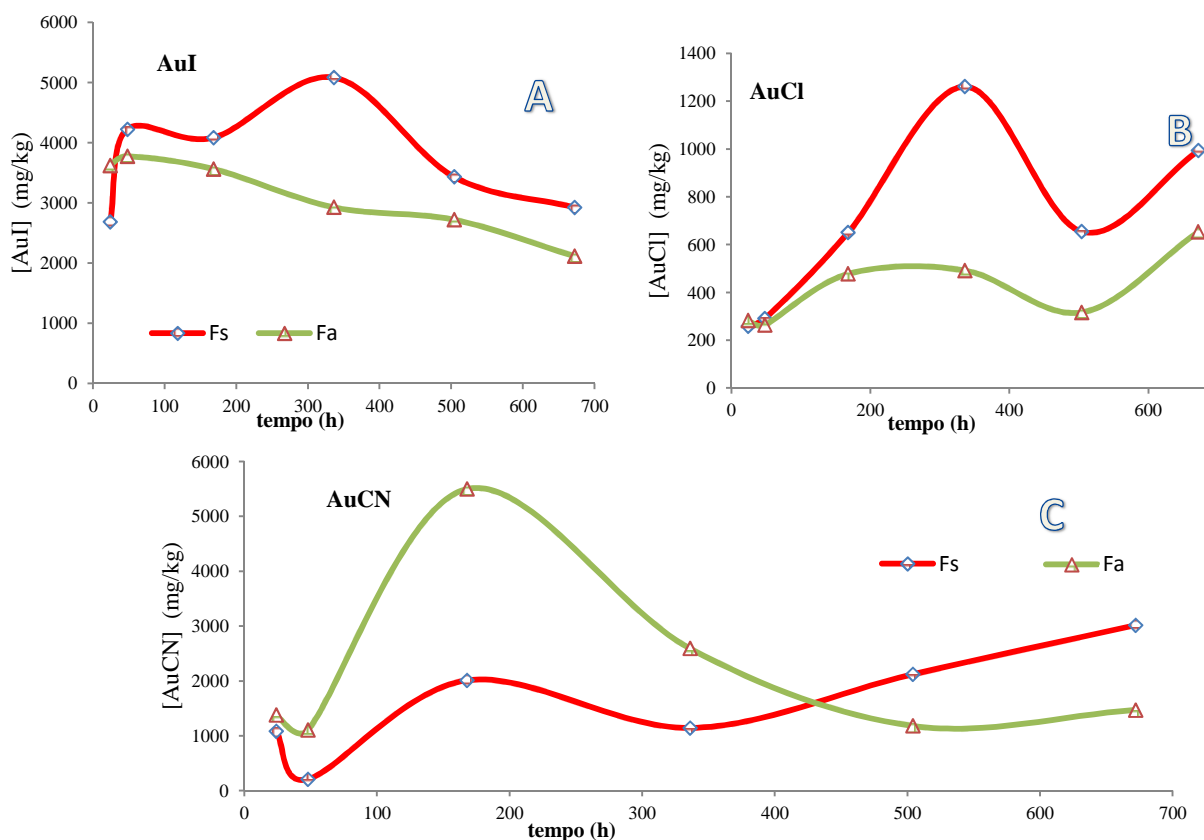 AuI
A
[AuI] (mg/kg)
6000
5000
4000
3000
2000
1000
0
Fs
Fa
0 100 200 300 400 500 600 700
tempo (h)
AuCl
B
[AuCl] (mg/kg)
1400
1200
1000
800
600
400
200
0
0 200 400 600
tempo (h)
AuCN
C
[AuCN] (mg/kg)
6000
5000
4000
3000
2000
1000
0
Fs
Fa
0 100 200 300 400 500 600 700
tempo (h)